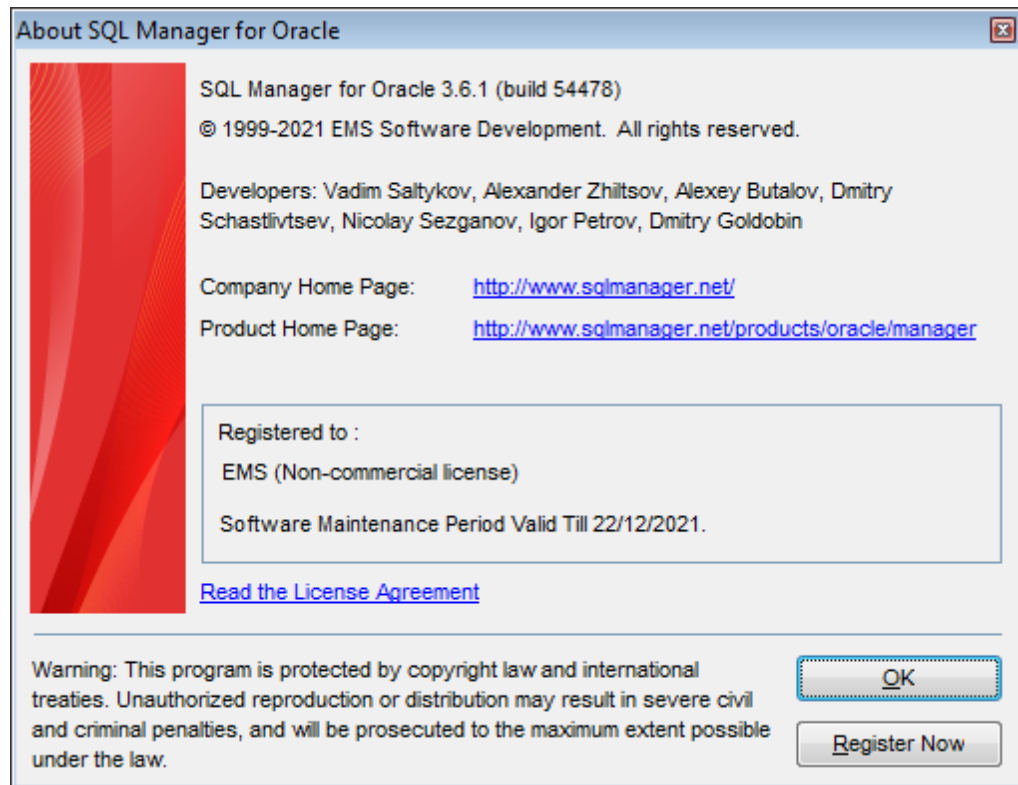 About SQL Manager for Oracle
SQL Manager for Oracle 3.6.1 (build 54478)
© 1999-2021 EMS Software Development. All rights reserved.
Developers: Vadim Saltykov, Alexander Zhiltsov, Alexey Butalov, Dmitry
Schastlivtsev, Nicolay Sezganov, Igor Petrov, Dmitry Goldobin
Company Home Page: http://www.sqlmanager.net/
Product Home Page: http://www.sqlmanager.net/products/oracle/manager
Registered to :
EMS (Non-commercial license)
Software Maintenance Period Valid Till 22/12/2021.
Read the License Agreement
Warning: This program is protected by copyright law and international
treaties. Unauthorized reproduction or distribution may result in severe civil
and criminal penalties, and will be prosecuted to the maximum extent possible
under the law.
OK
Register Now